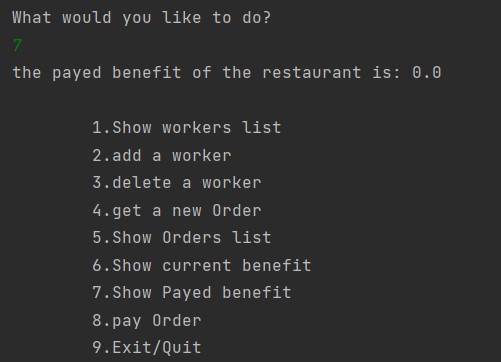 What would you like to do?
7
the payed benefit of the restaurant is: 0.0
1.Show workers list
2.add a worker
3.delete a worker
4.get a new Order
5.Show Orders list
6.Show current benefit
7.Show Payed benefit
8.pay Order
9.Exit/Quit